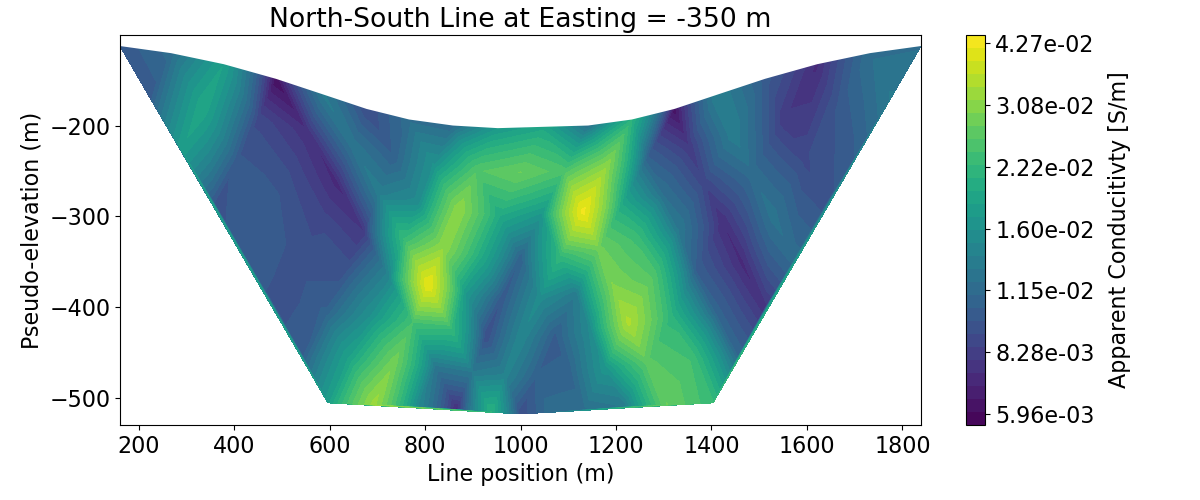 North-South Line at Easting = -350 m
Pseudo-elevation (m)
−200
−300
−400
−500
200 400 600 800 1000 1200 1400 1600 1800
Line position (m)
4.27e-02
3.08e-02
2.22e-02
1.60e-02
1.15e-02
8.28e-03
5.96e-03
Apparent Conducitivty [S/m]